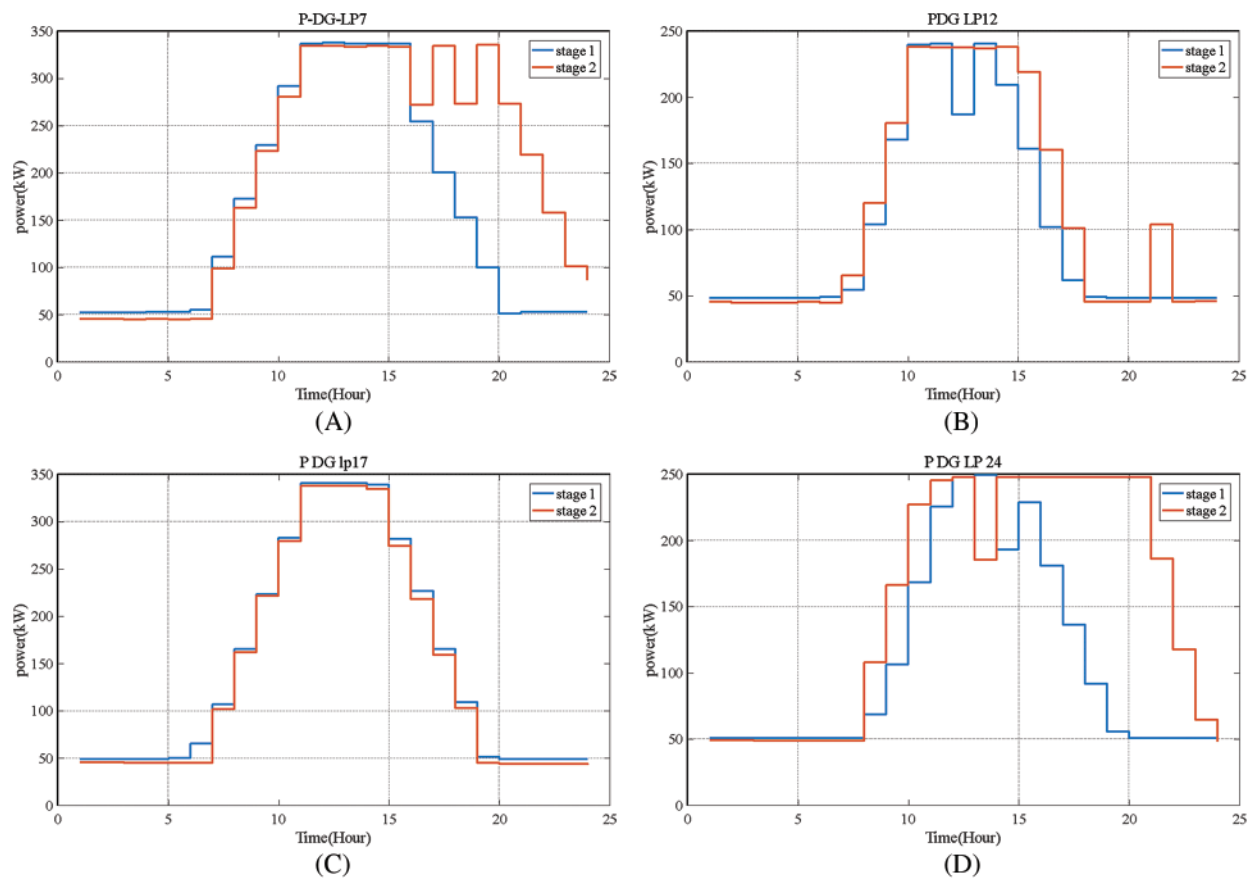 P-DG-LP7
350
300
250
200
150
100
50
0
power(kW)
stage 1
stage 2
0 5 10 15 20 25
Time(Hour)
(A)
PDG LP12
250
200
150
100
50
0
power(kW)
stage 1
stage 2
0 5 10 15 20 25
Time(Hour)
(B)
P DG lp17
350
300
250
200
150
100
50
0
power(kW)
stage 1
stage 2
0 5 10 15 20 25
Time(Hour)
(C)
P DG LP 24
250
200
150
100
50
0
power(kW)
stage 1
stage 2
0 5 10 15 20 25
Time(Hour)
(D)